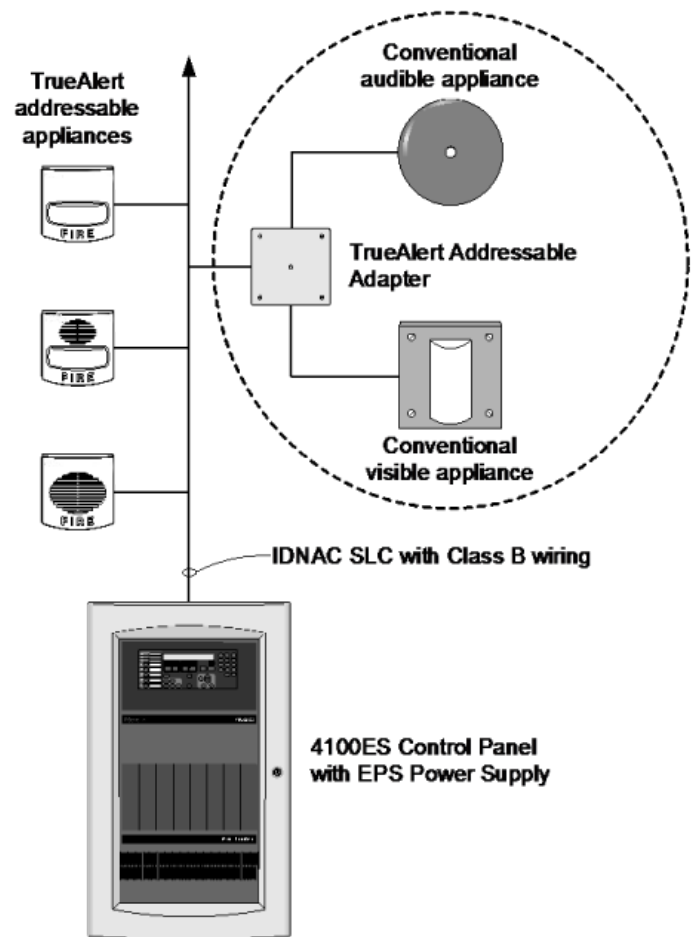 TrueAlert
addressable
appliances
FIRE
FIRE
FIRE
Conventional
audible appliance
TrueAlert Addressable
Adapter
Conventional
visible appliance
IDNAC SLC with Class B wiring
4100ES Control Panel
with EPS Power Supply